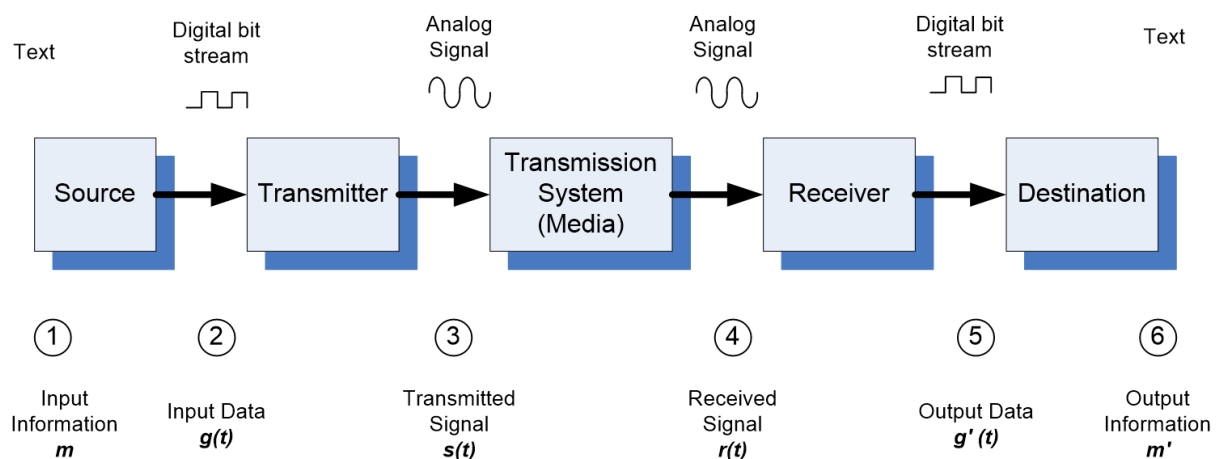 Text
Digital bit
stream
Analog
Signal
Analog
Signal
Digital bit
stream
Text
Source
Transmitter
Transmission
System
(Media)
Receiver
Destination
1
2
3
4
5
6
Input
Information
m
Input Data
g(t)
Transmitted
Signal
s(t)
Received
Signal
r(t)
Output Data
g' (t)
Output
Information
m'